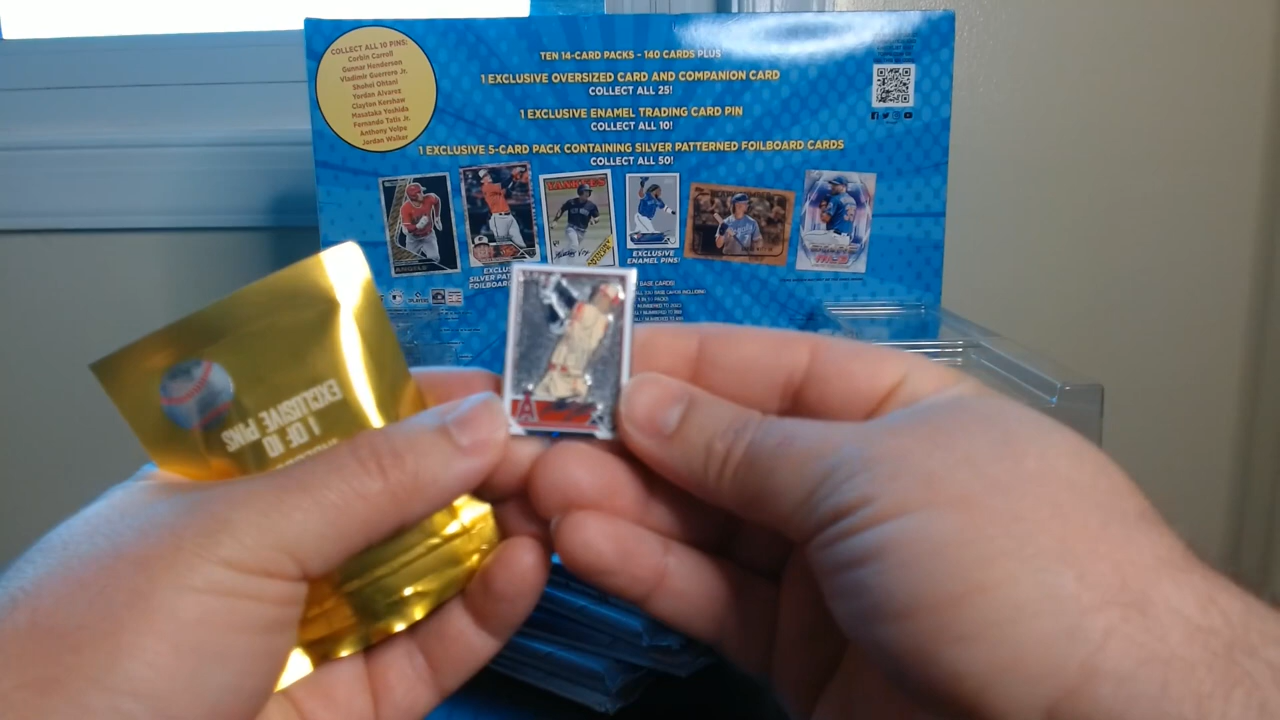 COLLECT ALL 10 PINS:
Corbin Carroll
Gunnar Henderson
Vladimir Guerrero Jr.
Shohei Ohtani
Yordan Alvarez
Clayton Kershaw
Masataka Yoshida
Fernando Tatis Jr.
Anthony Volpe
Jordan Walker
TEN 14-CARD PACKS - 140 CARDS PLUS
1 EXCLUSIVE OVERSIZED CARD AND COMPANION CARD
COLLECT ALL 25!
1 EXCLUSIVE ENAMEL TRADING CARD PIN
COLLECT ALL 10!
1 EXCLUSIVE 5-CARD PACK CONTAINING SILVER PATTERNED FOILBOARD CARDS
COLLECT ALL 50!
YANKEES
ANGELS
EXCLUSIVE
ENAMEL PINS!
BASE CARDS)
EXCLUSIVE PINS
1 OF 10
A